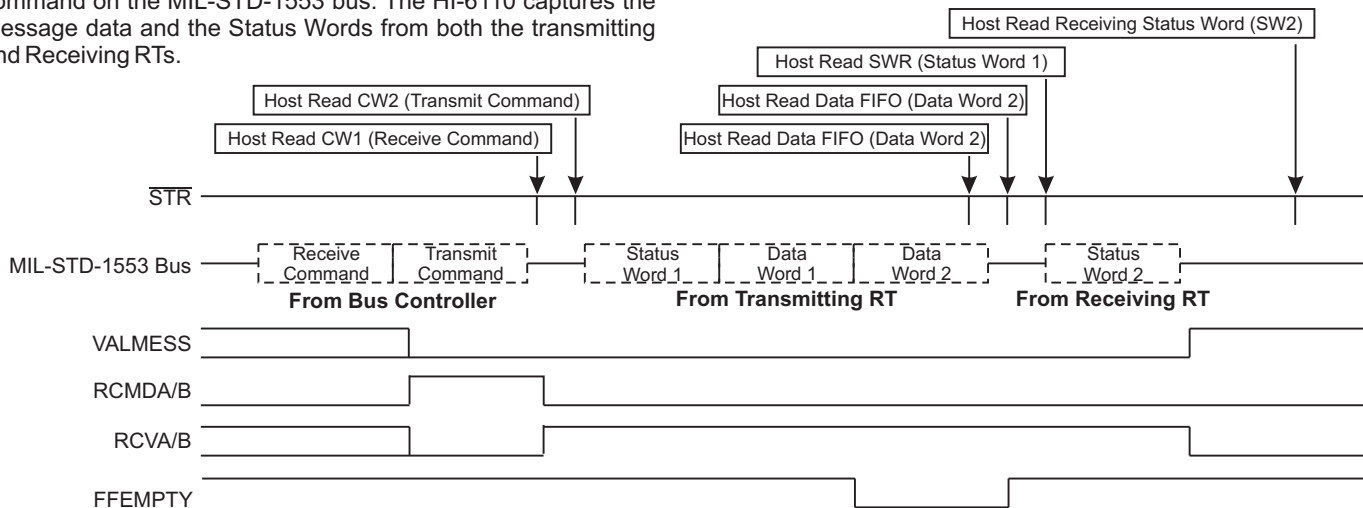 ommand on the MIL-STD-1553 bus. The HI-6110 captures the
essage data and the Status Words from both the transmitting
nd Receiving RTs.
Host Read Receiving Status Word (SW2)
Host Read SWR (Status Word 1)
Host Read CW2 (Transmit Command)
Host Read Data FIFO (Data Word 2)
Host Read CW1 (Receive Command)
Host Read Data FIFO (Data Word 2)
STR
MIL-STD-1553 Bus
Receive
Command
Transmit
Command
Status
Word 1
Data
Word 1
Data
Word 2
Status
Word 2
From Bus Controller
From Transmitting RT
From Receiving RT
VALMESS
RCMDA/B
RCVA/B
FFEMPTY